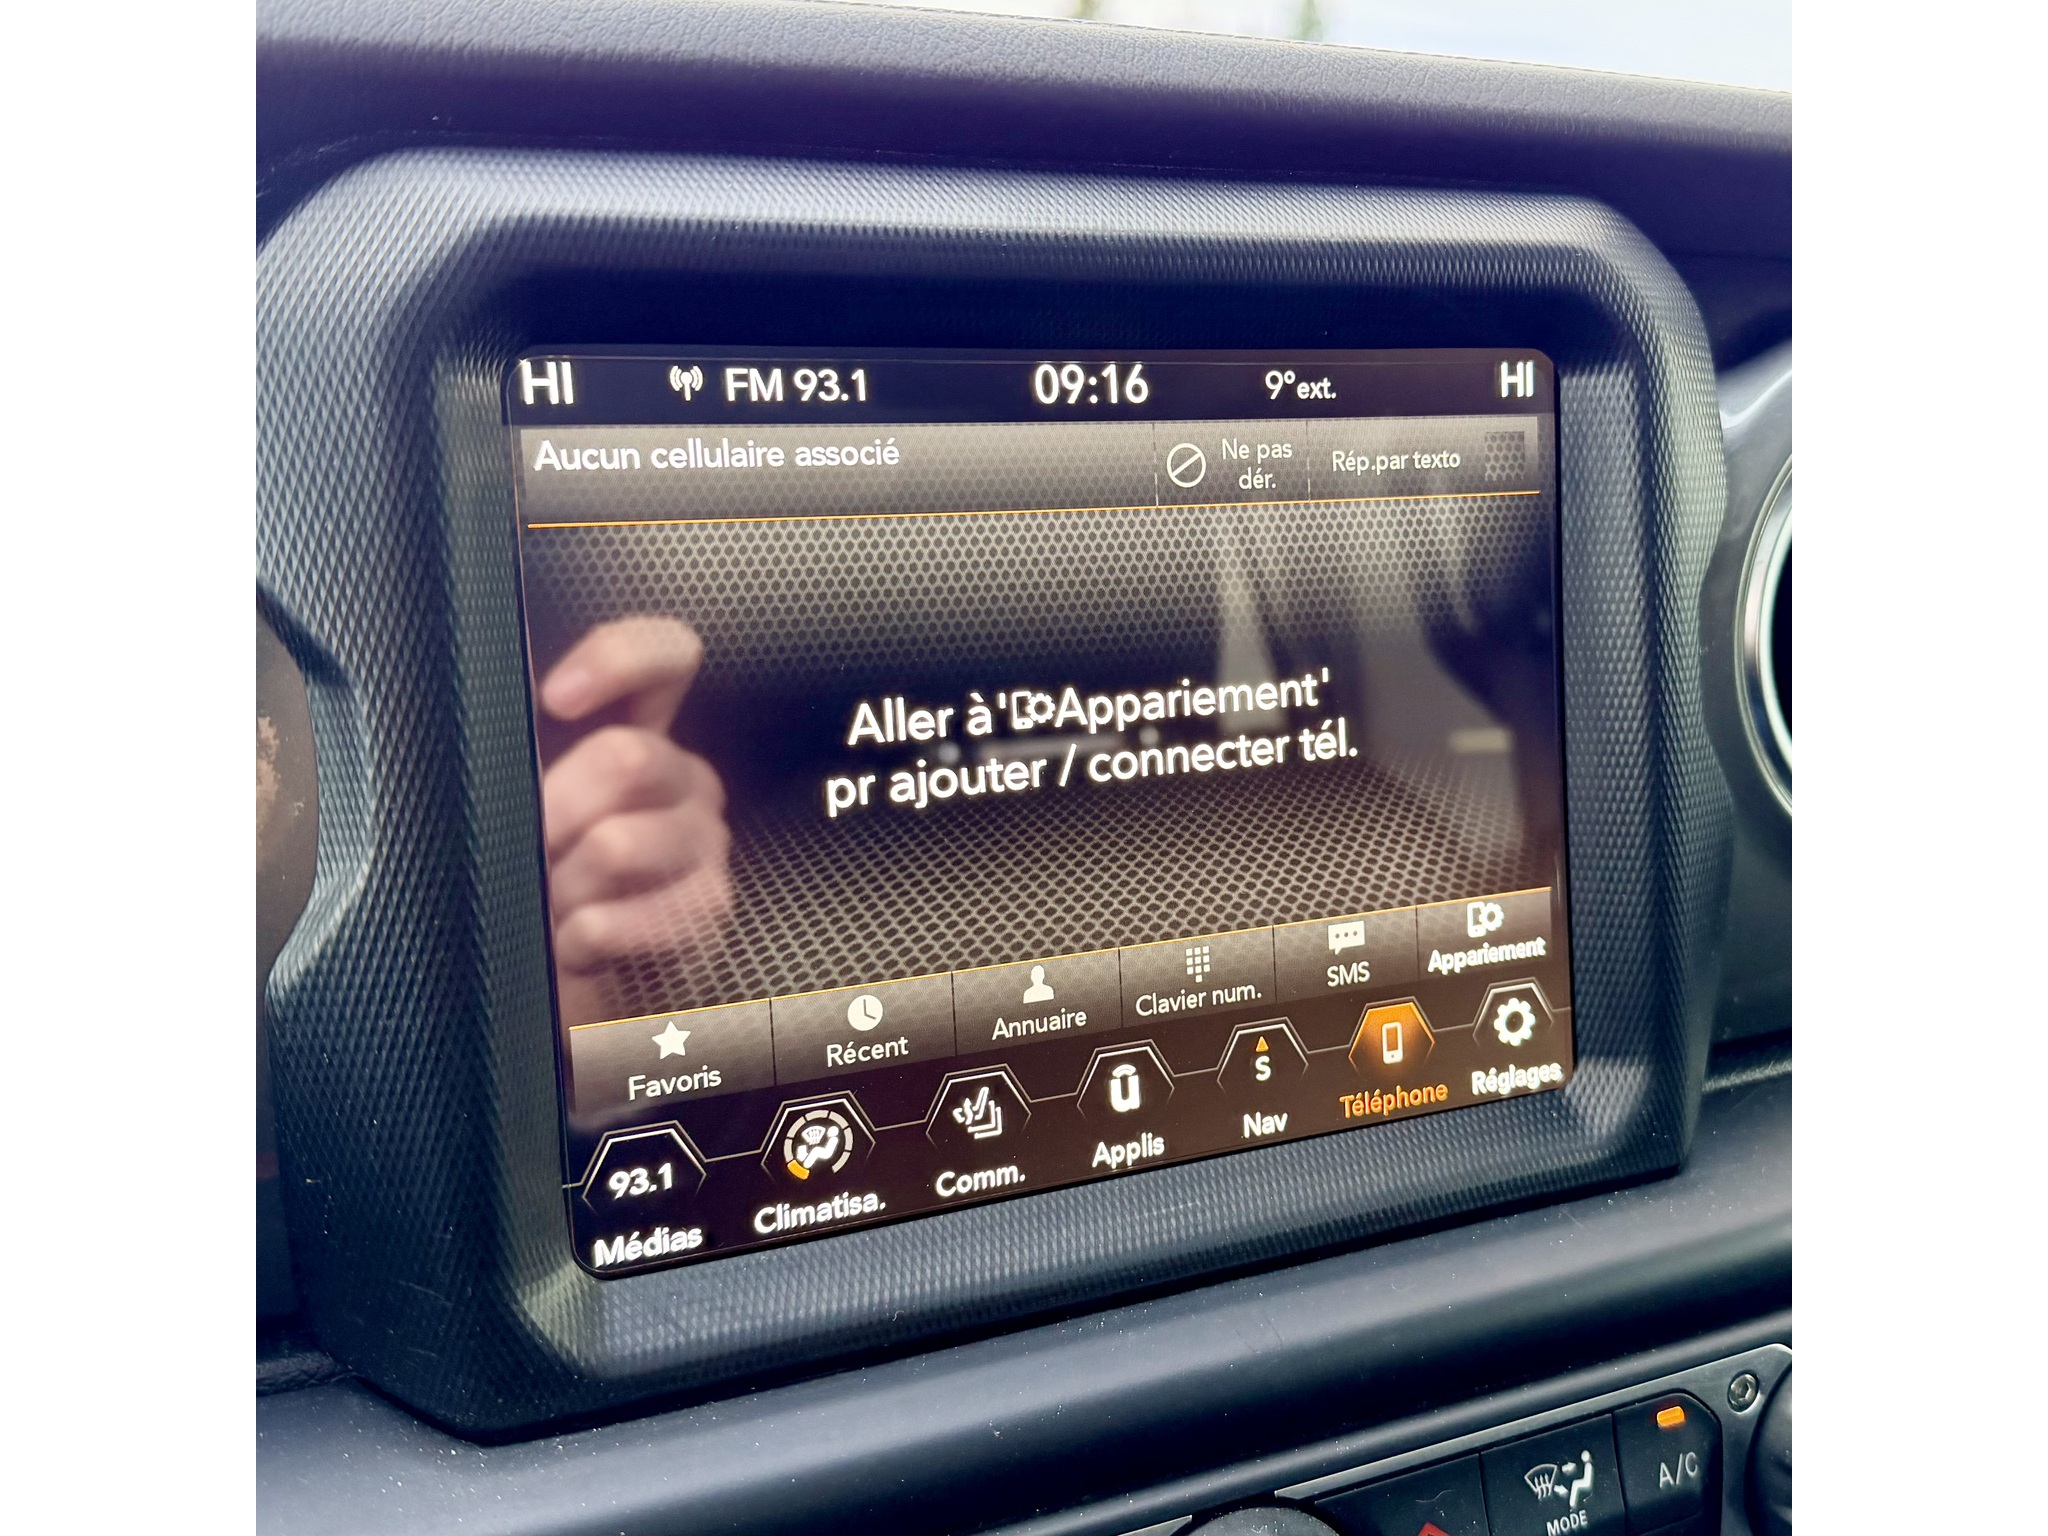 HI FM 93.1 09:16 9° ext. HI
Aucun cellulaire associé
Ne pas
dér.
Rép.par texto
Aller à 'Appariement'
pr ajouter / connecter tél.
Favoris
Récent
Annuaire
Clavier num.
SMS
Appariement
93.1
Médias
Climatisa.
Comm.
u
Applis
S
Nav
Téléphone
Réglages
MODE
A/C